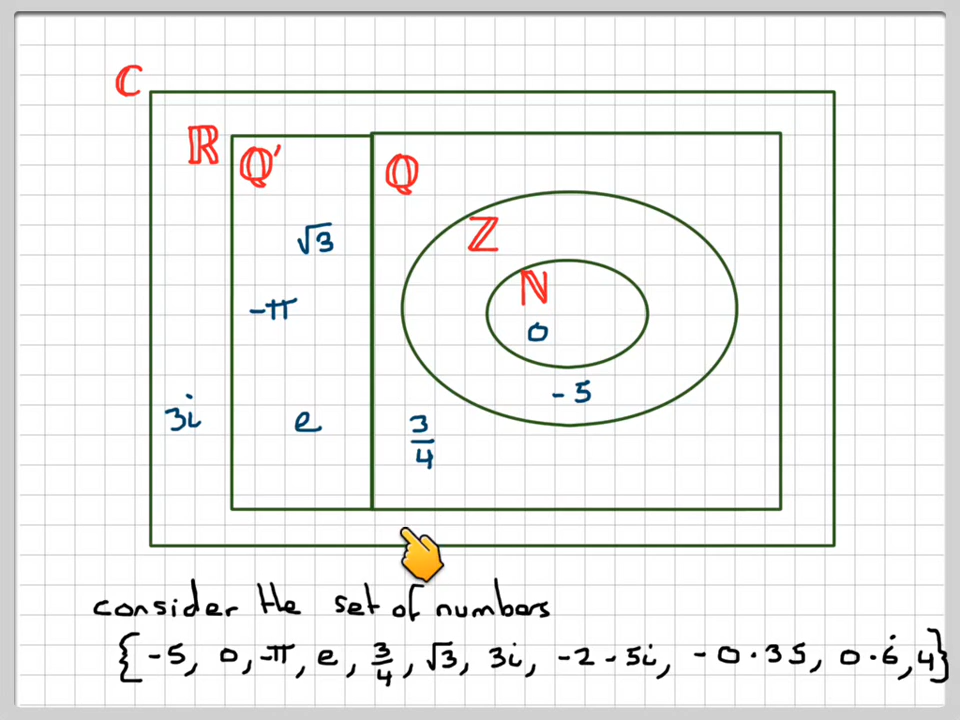 ℂ
ℝ ℚ′ ℚ
√3 ℤ
ℕ
-π 0
-5
3i e 3/4
consider the set of numbers
{-5, 0, -π, e, 3/4, √3, 3i, -2-5i, -0·35, 0·6̇, 4}